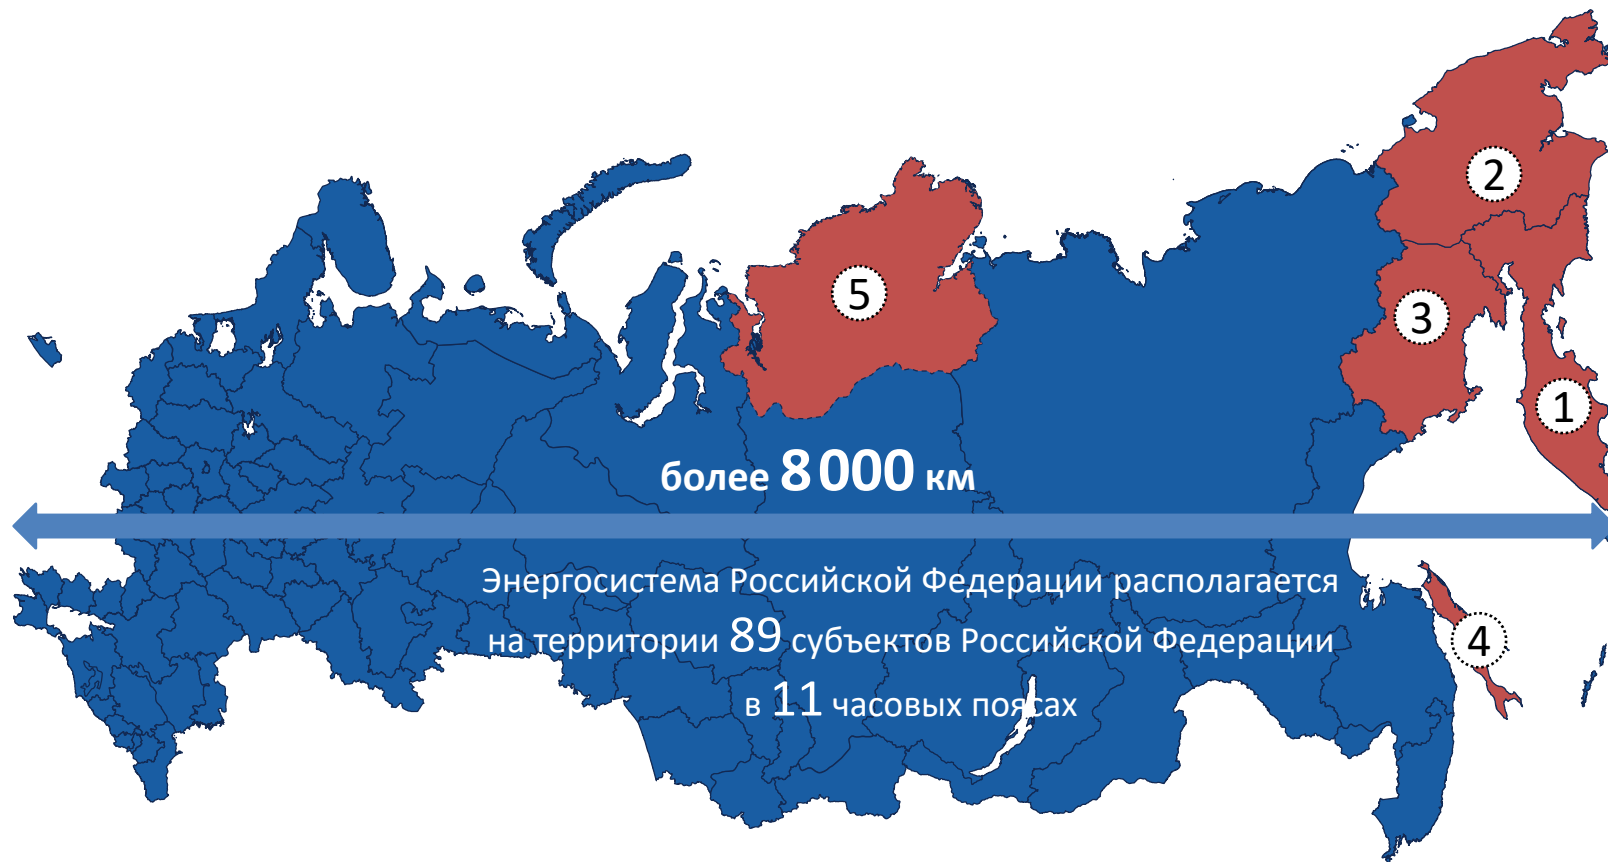 2
5
3
1
более 8 000 км
Энергосистема Российской Федерации располагается
на территории 89 субъектов Российской Федерации
4
в 11 часовых поясах